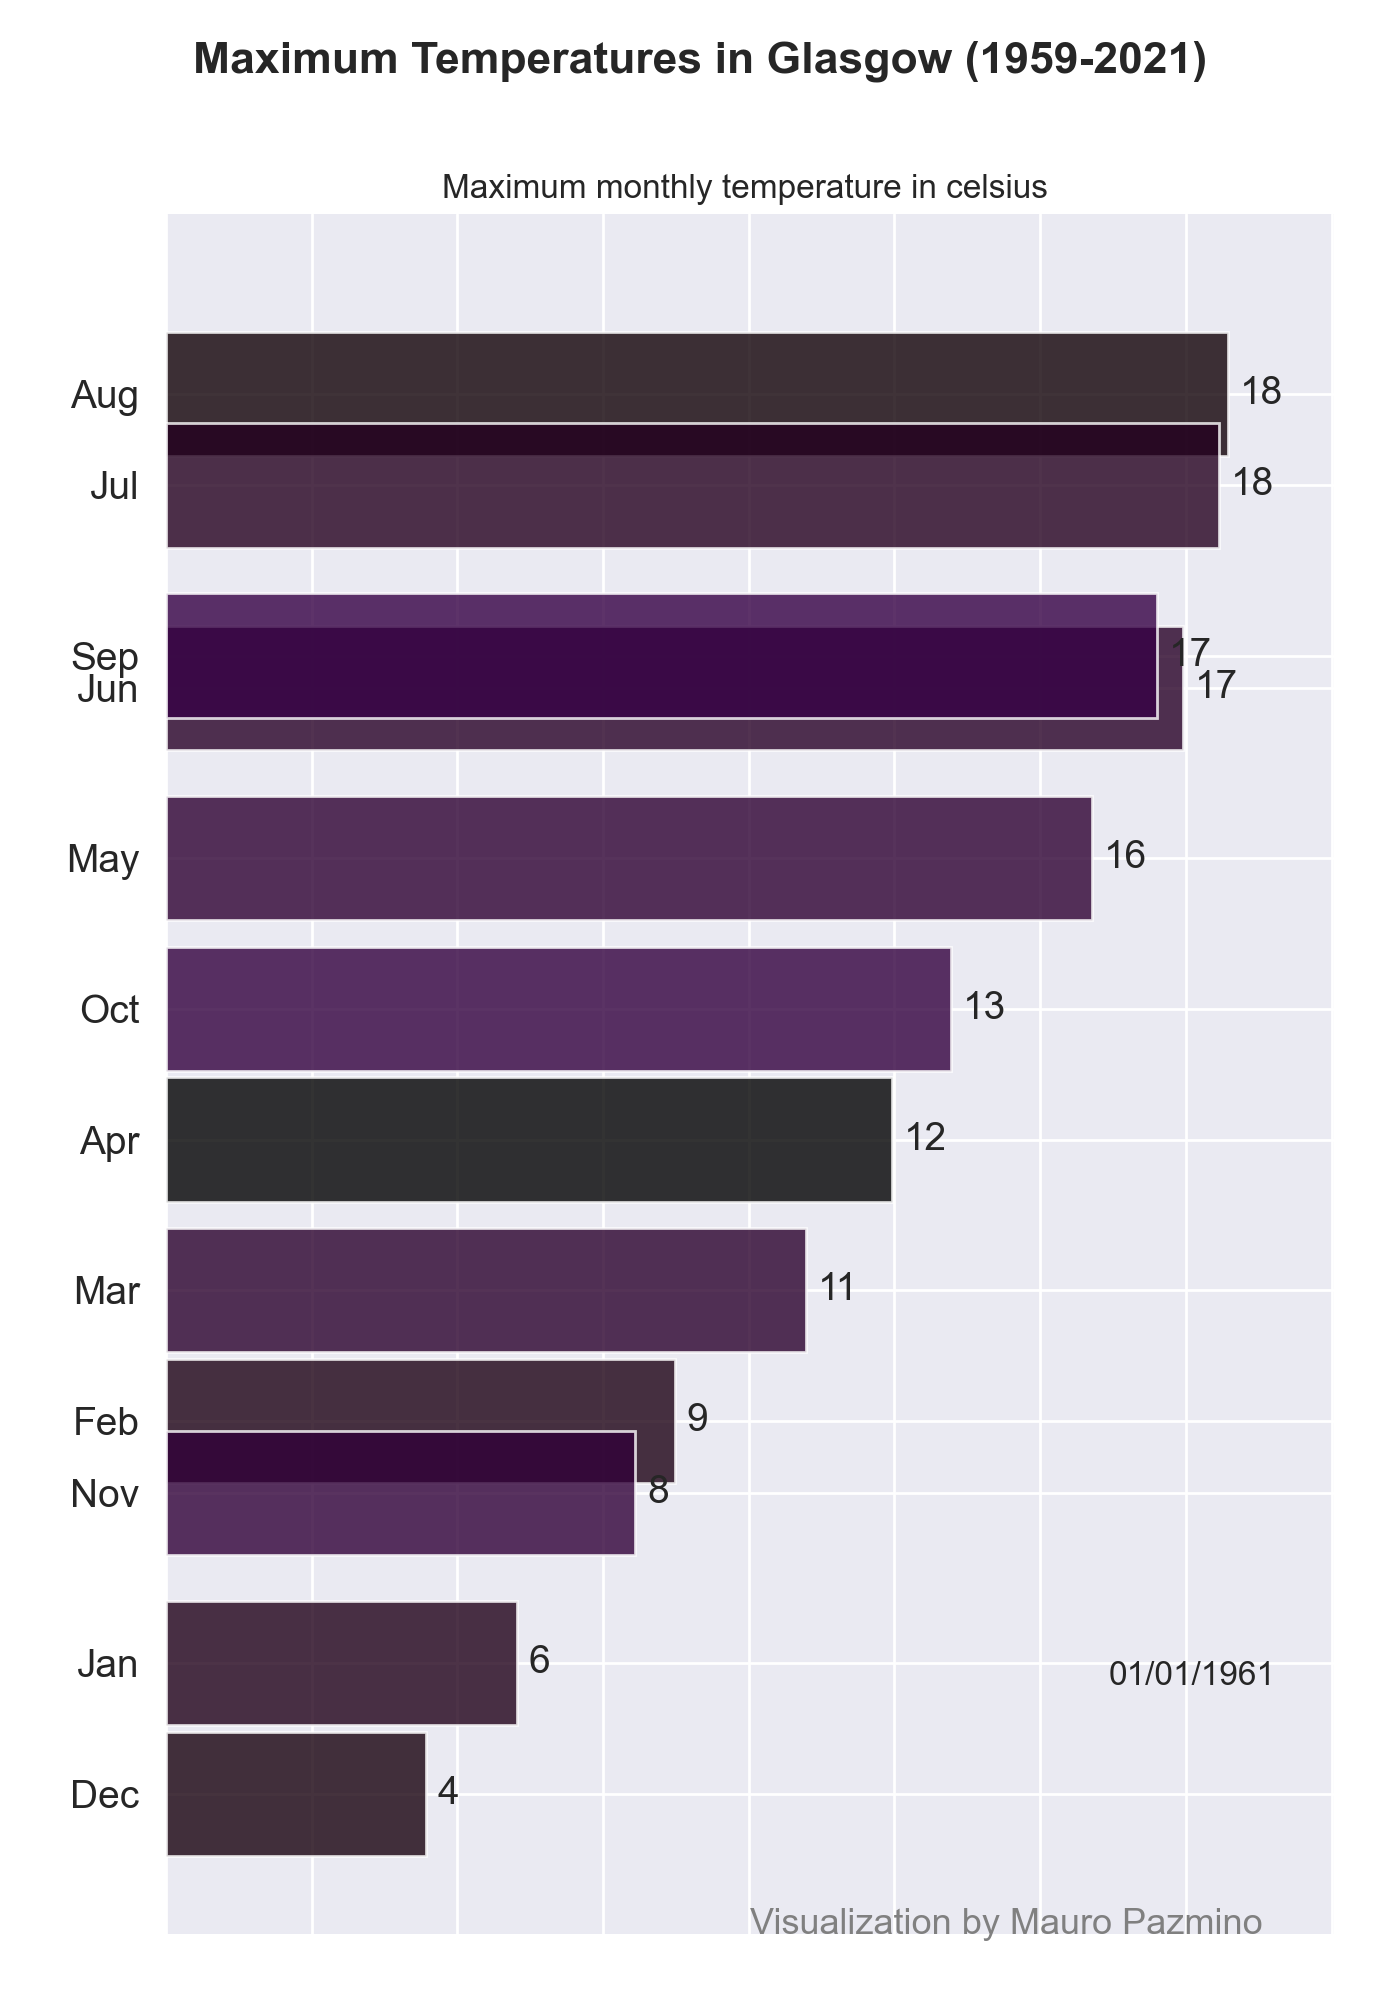 Maximum Temperatures in Glasgow (1959-2021)
Maximum monthly temperature in celsius
Aug 18
Jul 18
Sep 17
Jun 17
May 16
Oct 13
Apr 12
Mar 11
Feb 9
Nov 8
Jan 6
01/01/1961
Dec 4
Visualization by Mauro Pazmino